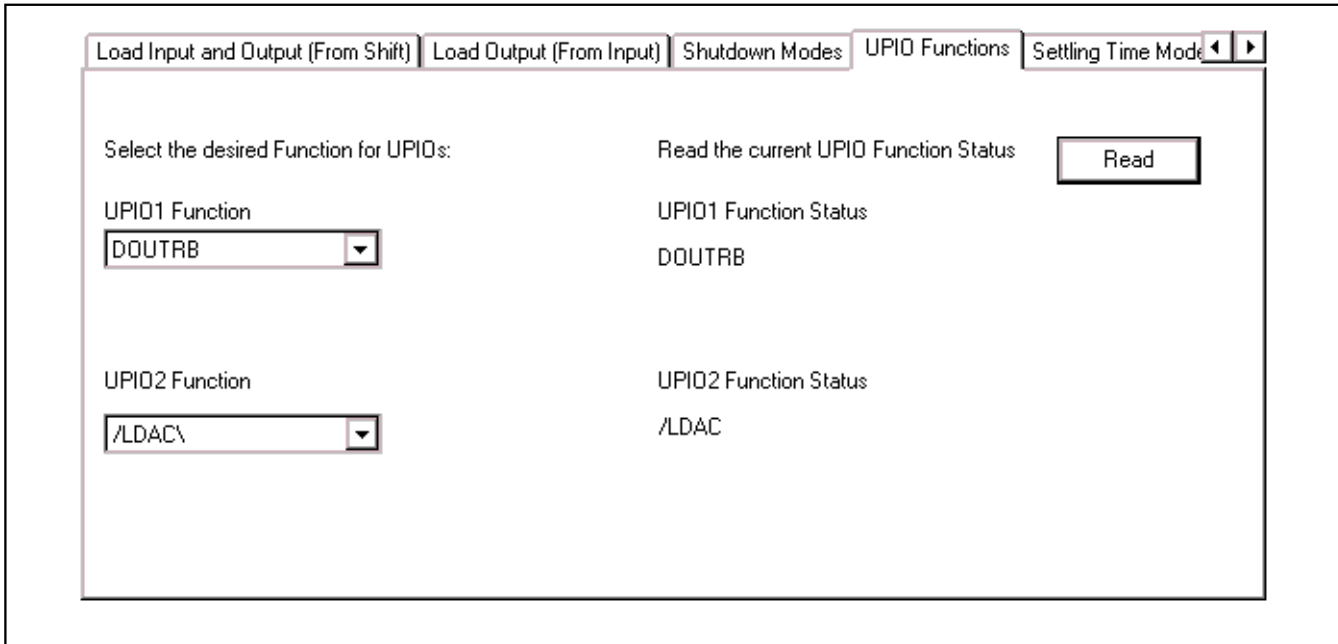 Load Input and Output (From Shift) Load Output (From Input) Shutdown Modes UPIO Functions Settling Time Mode
Select the desired Function for UPIOs: Read the current UPIO Function Status Read
UPIO1 Function UPIO1 Function Status
DOUTRB DOUTRB
UPIO2 Function UPIO2 Function Status
/LDAC\ /LDAC